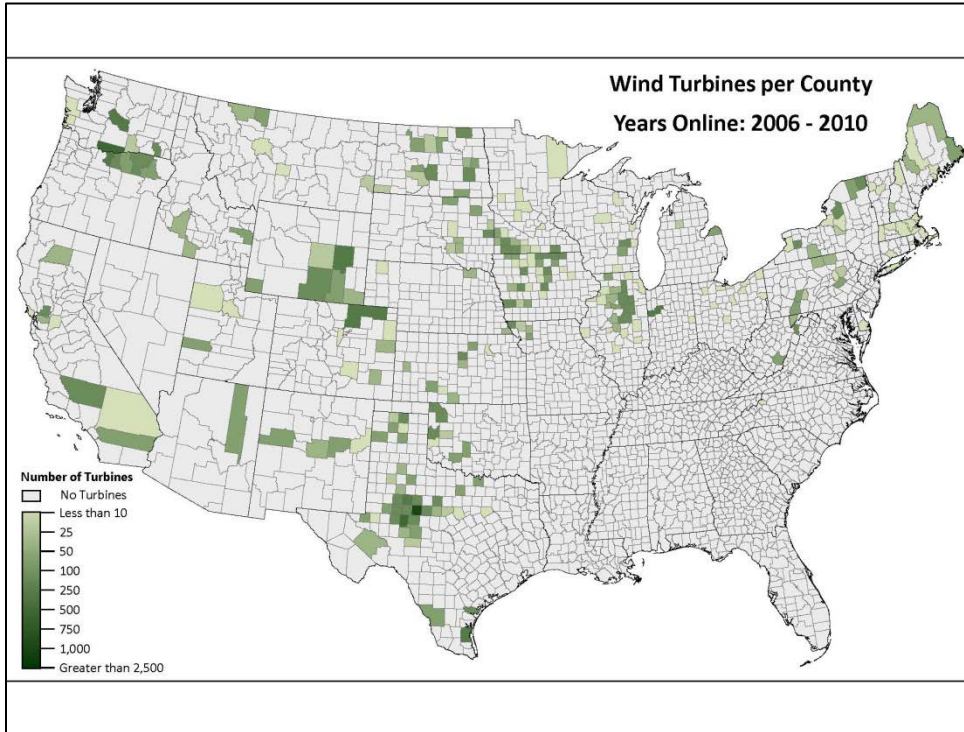 Wind Turbines per County
Years Online: 2006 - 2010
Number of Turbines
No Turbines
Less than 10
25
50
100
250
500
750
1,000
Greater than 2,500